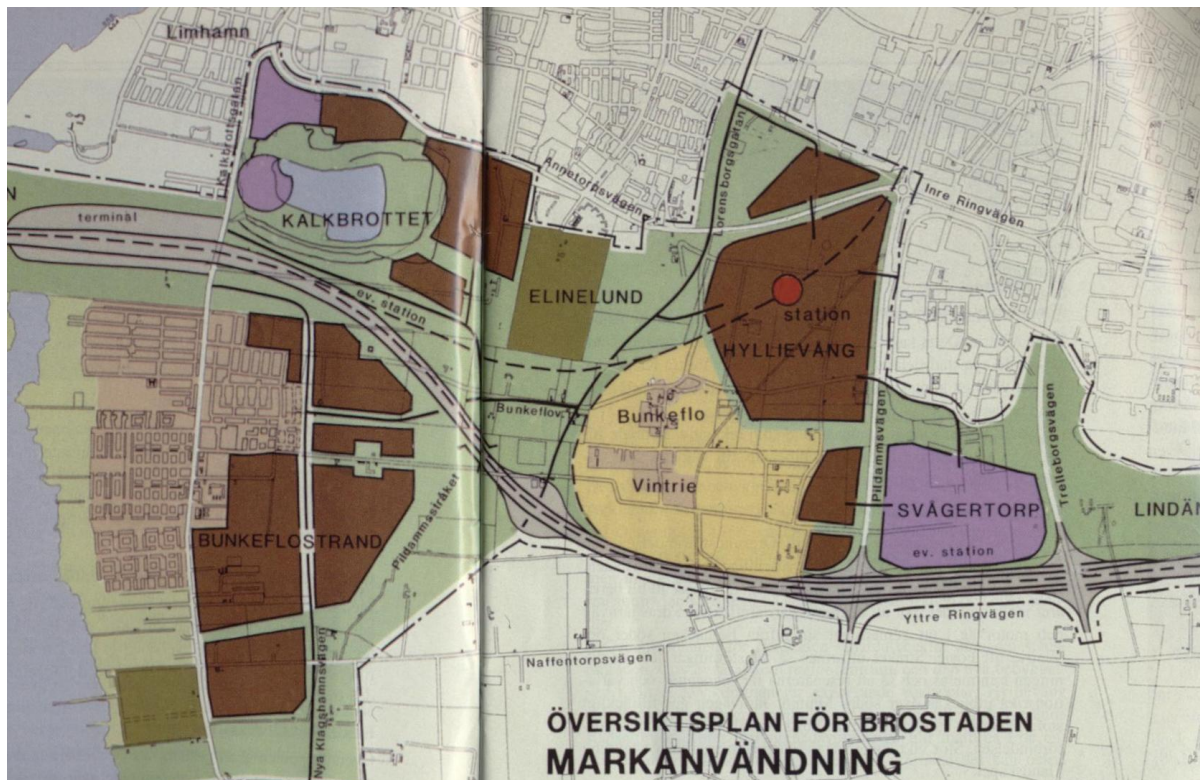 Limhamn
Kalkbrottsgatan
Annetorpsvägen
Lorensborgsgatan
Inre Ringvägen
terminal
KALKBROTTET
ev. station
ELINELUND
station
HYLLIEVÅNG
Bunkeflov.
Bunkeflo
Vintrie
Pildammsvägen
Trelleborgsvägen
SVÅGERTORP
ev. station
BUNKEFLOSTRAND
Pildammsstråket
Yttre Ringvägen
Naffentorpsvägen
Nya Klagshamnsvägen
ÖVERSIKTSPLAN FÖR BROSTADEN
MARKANVÄNDNING